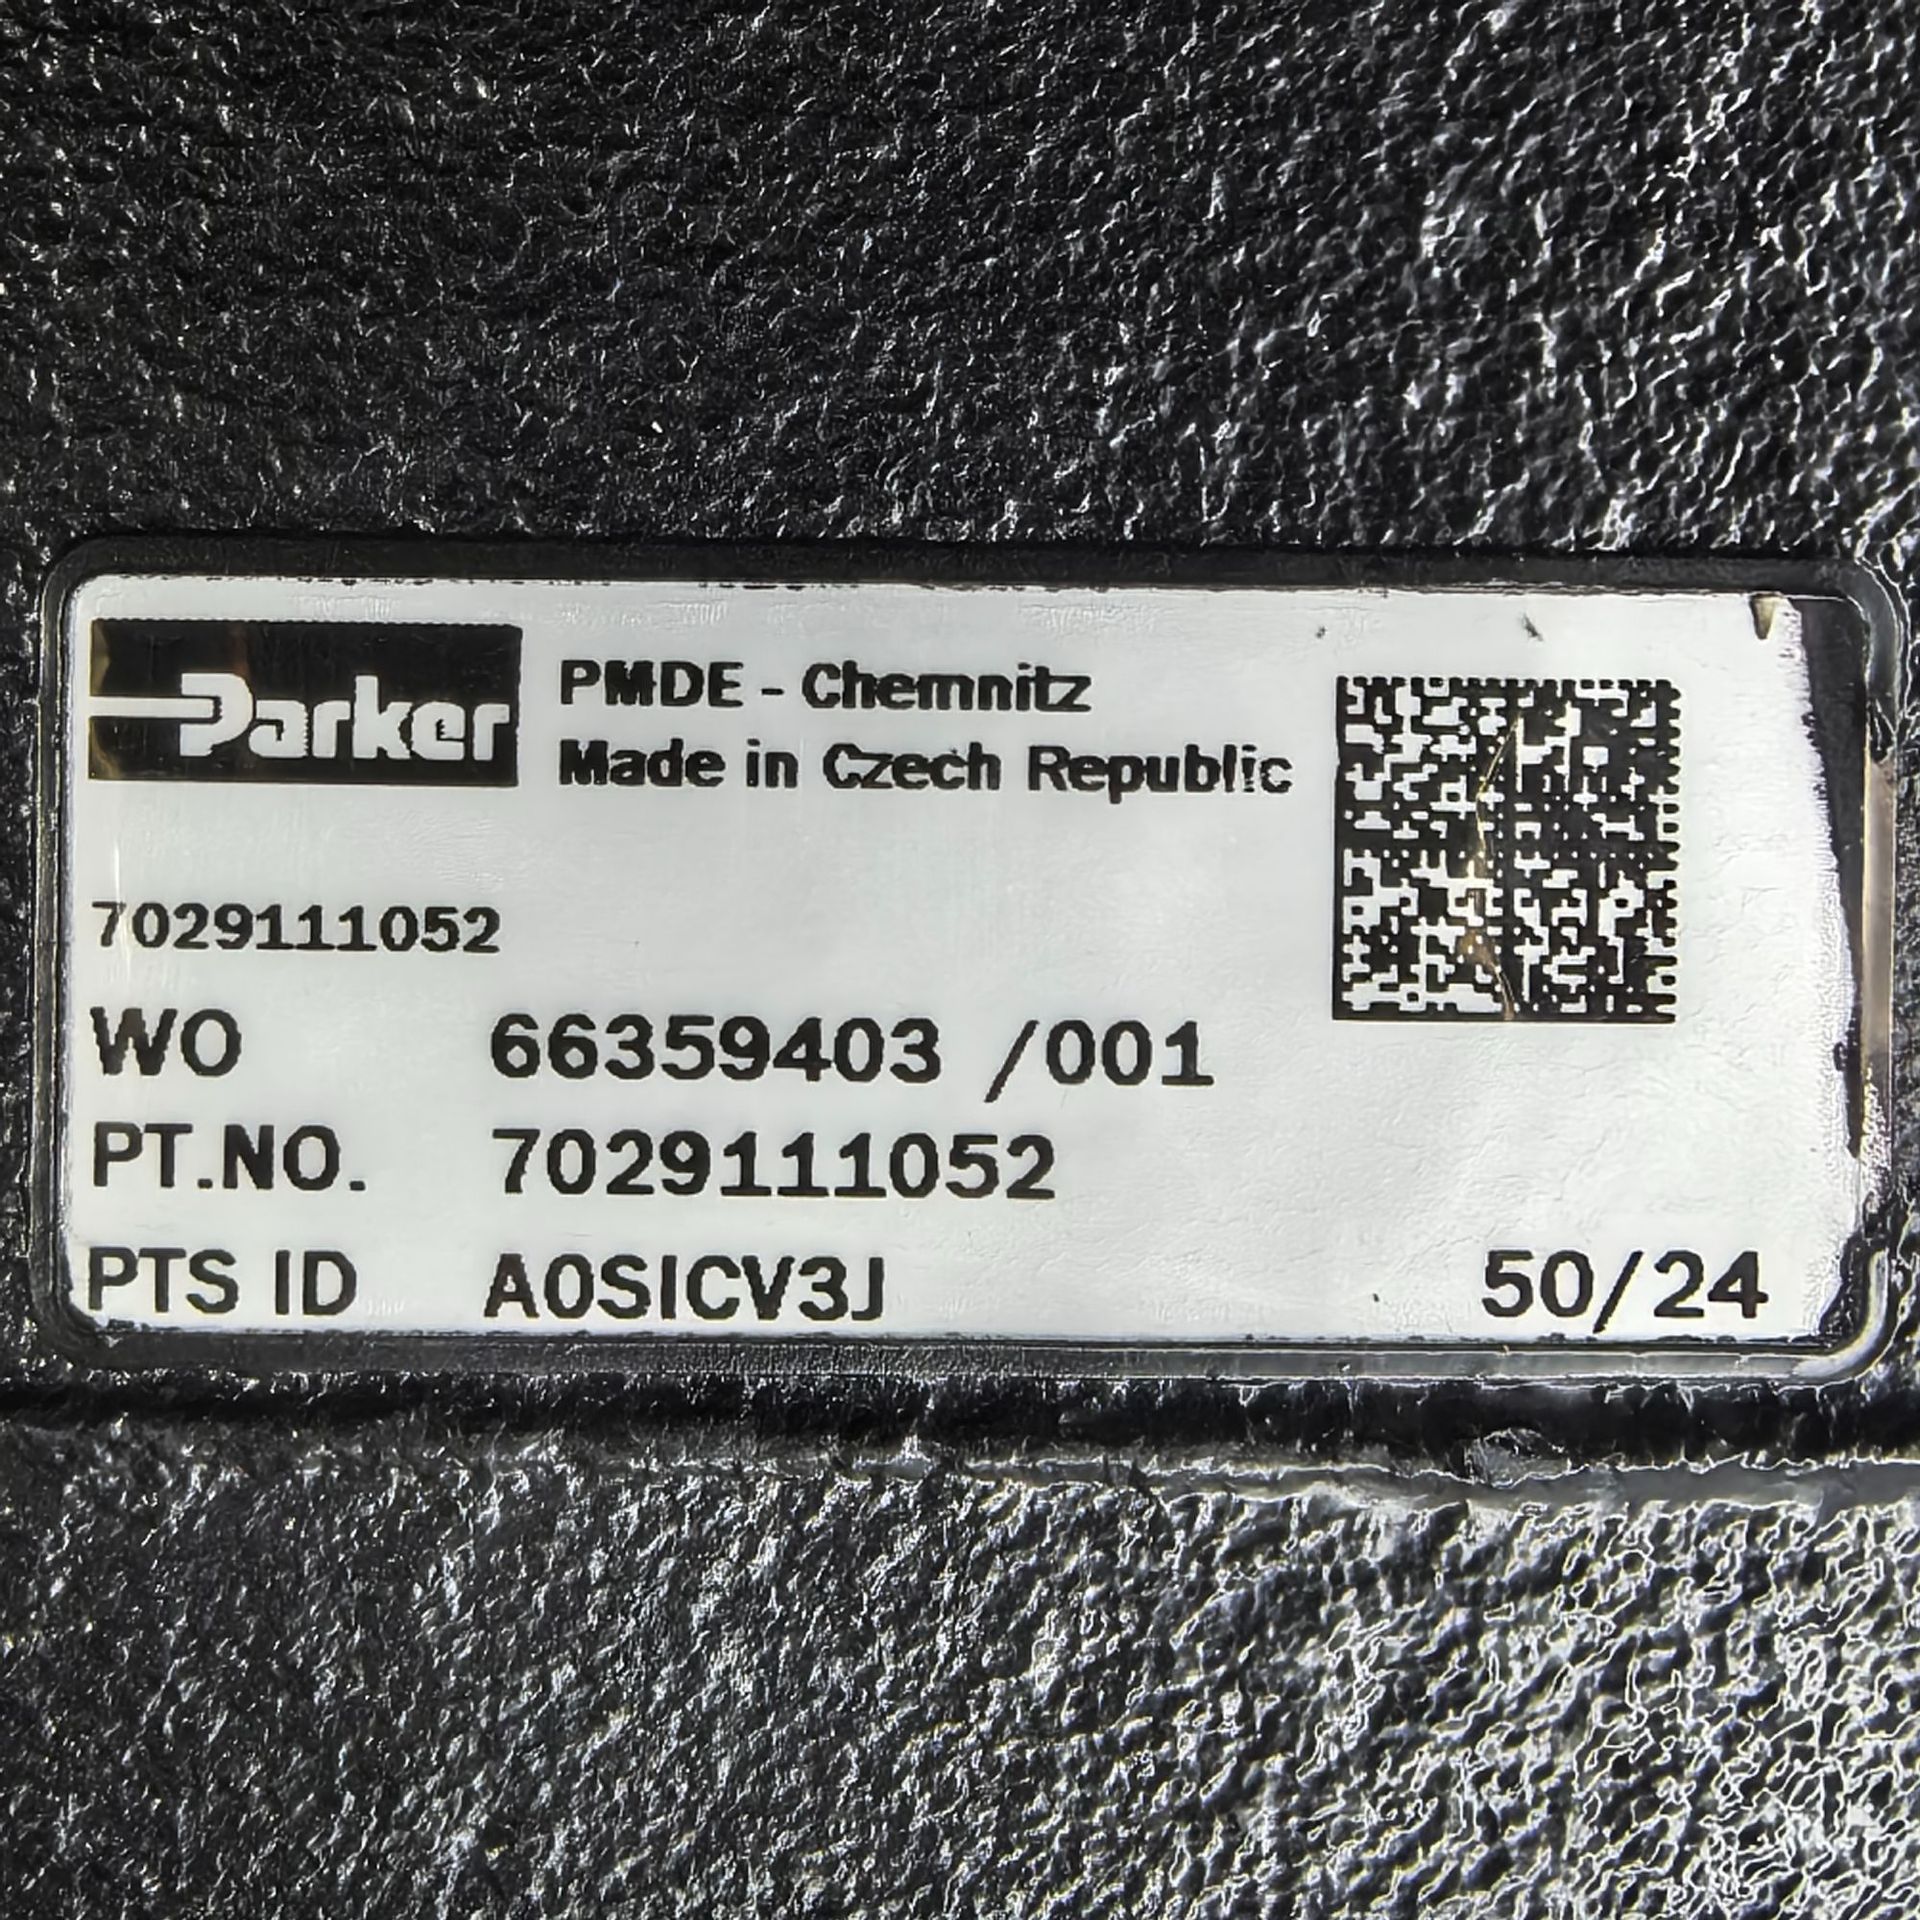 Parker
PMDE - Chemnitz
Made in Czech Republic
7029111052
WO 66359403 /001
PT.NO. 7029111052
PTS ID A0SICV3J 50/24